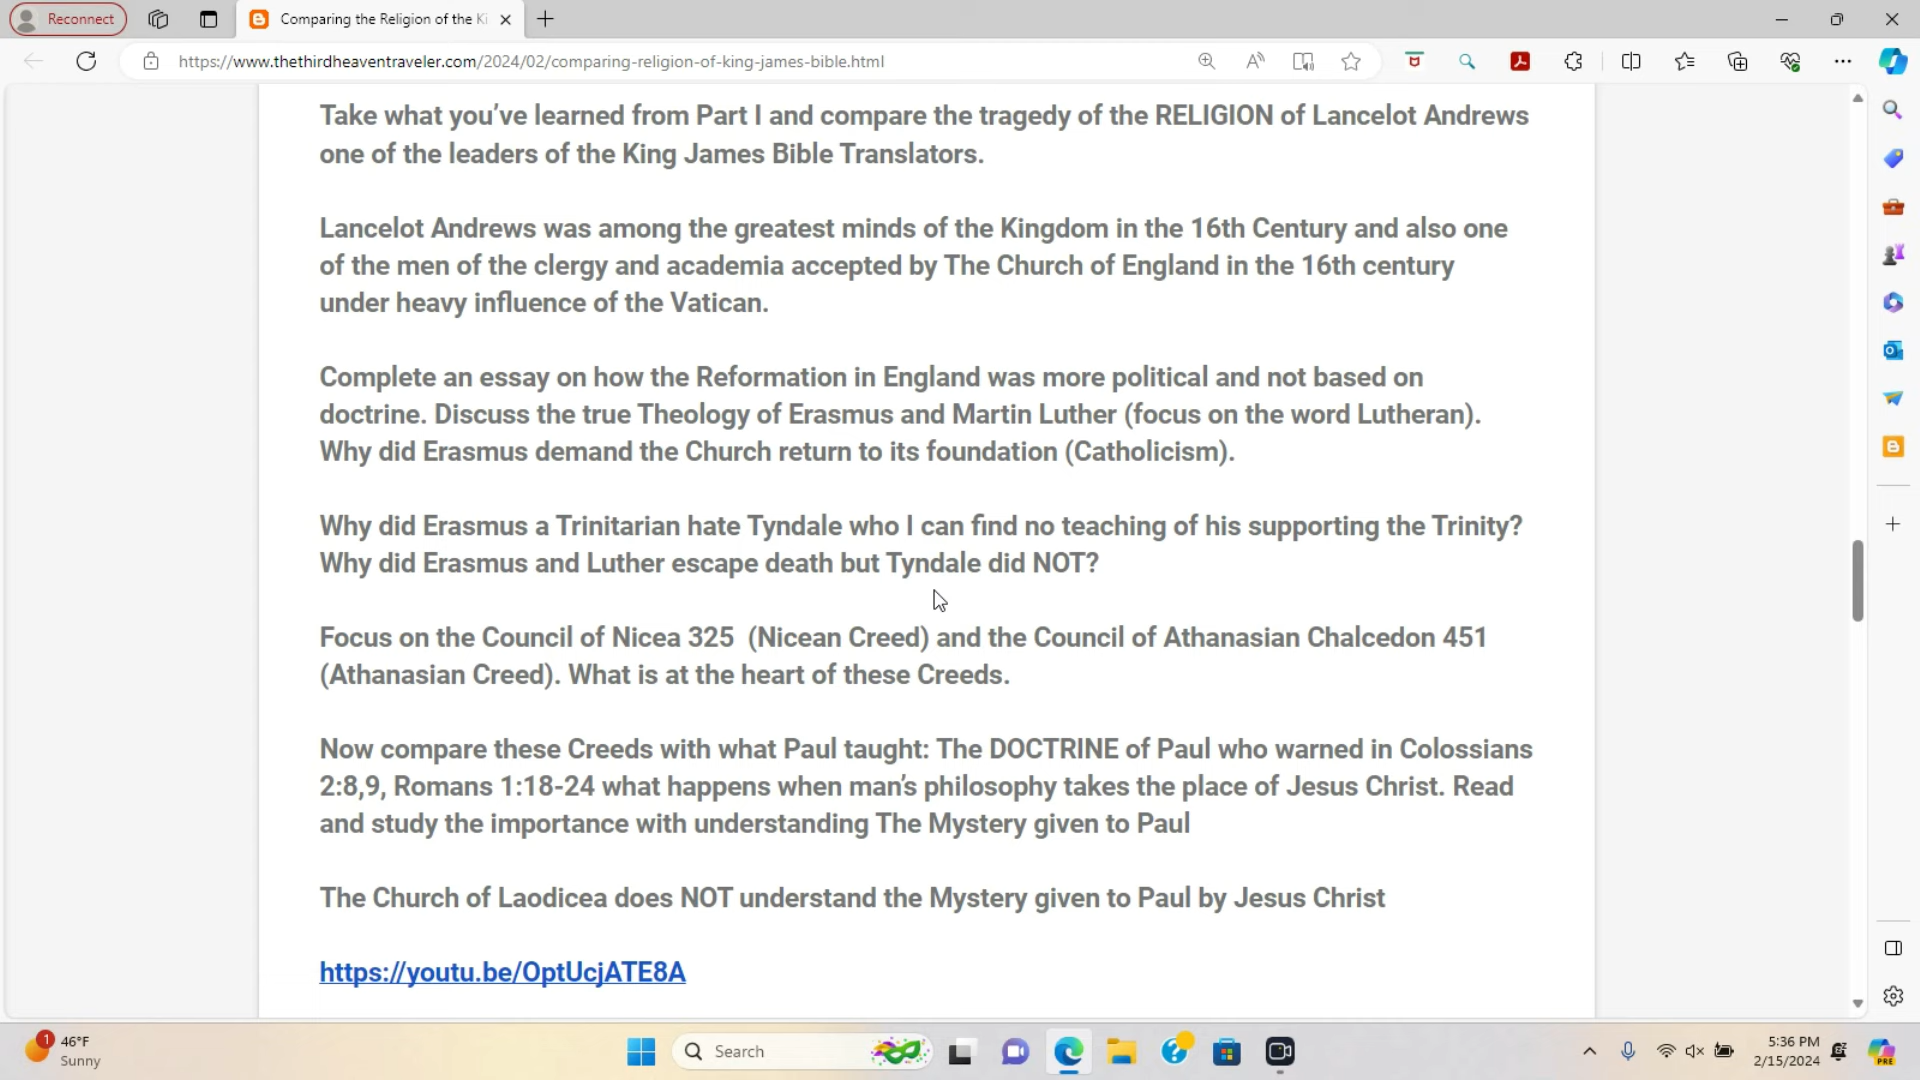 Reconnect
Comparing the Religion of the Ki
https://www.thethirdheaventraveler.com/2024/02/comparing-religion-of-king-james-bible.html
Take what you’ve learned from Part I and compare the tragedy of the RELIGION of Lancelot Andrews
one of the leaders of the King James Bible Translators.
Lancelot Andrews was among the greatest minds of the Kingdom in the 16th Century and also one
of the men of the clergy and academia accepted by The Church of England in the 16th century
under heavy influence of the Vatican.
Complete an essay on how the Reformation in England was more political and not based on
doctrine. Discuss the true Theology of Erasmus and Martin Luther (focus on the word Lutheran).
Why did Erasmus demand the Church return to its foundation (Catholicism).
Why did Erasmus a Trinitarian hate Tyndale who I can find no teaching of his supporting the Trinity?
Why did Erasmus and Luther escape death but Tyndale did NOT?
Focus on the Council of Nicea 325 (Nicean Creed) and the Council of Athanasian Chalcedon 451
(Athanasian Creed). What is at the heart of these Creeds.
Now compare these Creeds with what Paul taught: The DOCTRINE of Paul who warned in Colossians
2:8,9, Romans 1:18-24 what happens when man’s philosophy takes the place of Jesus Christ. Read
and study the importance with understanding The Mystery given to Paul
The Church of Laodicea does NOT understand the Mystery given to Paul by Jesus Christ
https://youtu.be/OptUcjATE8A
1
46°F
Sunny
Search
5:36 PM
2/15/2024
PRE